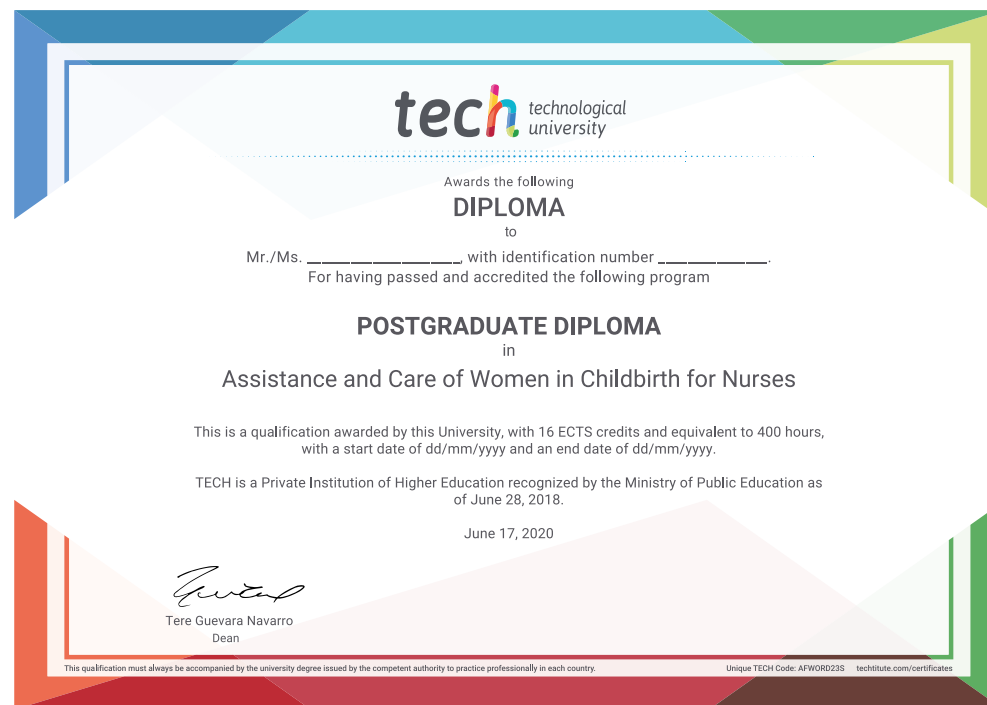 tech technological
university
Awards the following
DIPLOMA
to
Mr./Ms. ____________________, with identification number ______________.
For having passed and accredited the following program
POSTGRADUATE DIPLOMA
in
Assistance and Care of Women in Childbirth for Nurses
This is a qualification awarded by this University, with 16 ECTS credits and equivalent to 400 hours,
with a start date of dd/mm/yyyy and an end date of dd/mm/yyyy.
TECH is a Private Institution of Higher Education recognized by the Ministry of Public Education as
of June 28, 2018.
June 17, 2020
Tere Guevara Navarro
Dean
This qualification must always be accompanied by the university degree issued by the competent authority to practice professionally in each country. Unique TECH Code: AFWORD23S techtitute.com/certificates